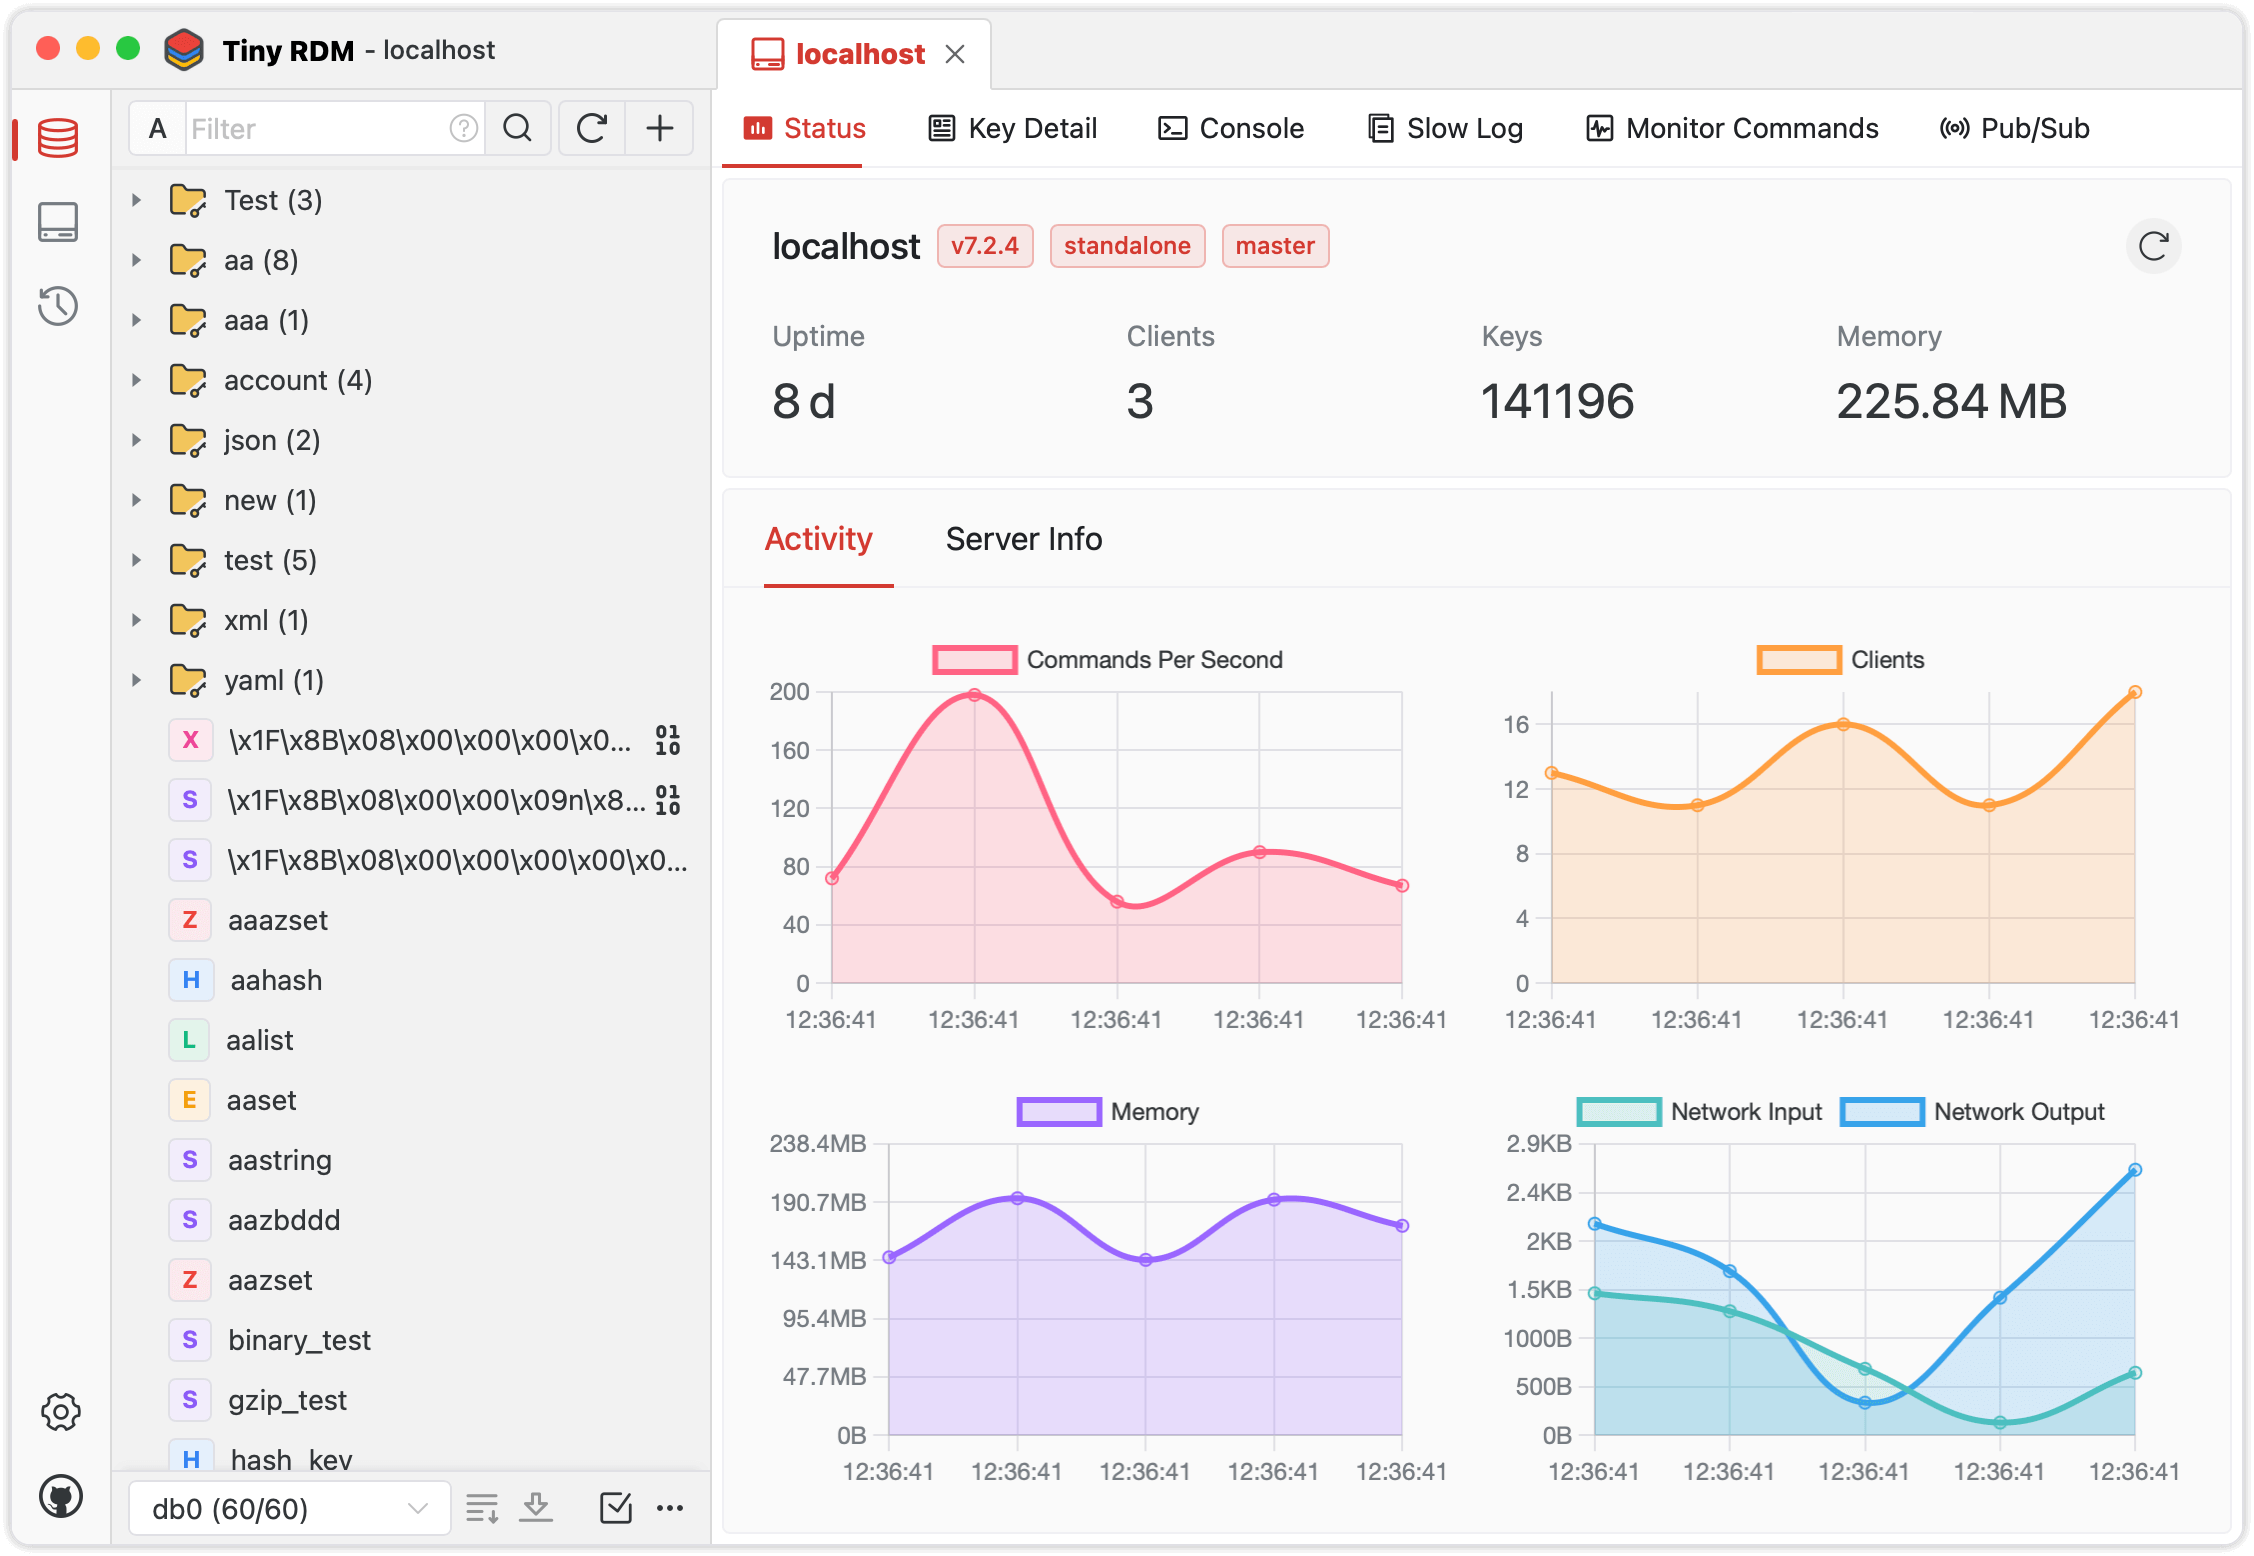 Tiny RDM - localhost
localhost
A Filter
Status Key Detail Console Slow Log Monitor Commands Pub/Sub
Test (3)
aa (8)
aaa (1)
account (4)
json (2)
new (1)
test (5)
xml (1)
yaml (1)
X \x1F\x8B\x08\x00\x00\x00\x0... 0110
S \x1F\x8B\x08\x00\x00\x09n\x8... 0110
S \x1F\x8B\x08\x00\x00\x00\x00\x0...
Z aaazset
H aahash
L aalist
E aaset
S aastring
S aazbddd
Z aazset
S binary_test
S gzip_test
H hash_key
db0 (60/60)
localhost v7.2.4 standalone master
Uptime Clients Keys Memory
8 d 3 141196 225.84 MB
Activity Server Info
Commands Per Second
200
160
120
80
40
0
12:36:41 12:36:41 12:36:41 12:36:41 12:36:41
Clients
16
12
8
4
0
12:36:41 12:36:41 12:36:41 12:36:41 12:36:41
Memory
238.4MB
190.7MB
143.1MB
95.4MB
47.7MB
0B
12:36:41 12:36:41 12:36:41 12:36:41 12:36:41
Network Input Network Output
2.9KB
2.4KB
2KB
1.5KB
1000B
500B
0B
12:36:41 12:36:41 12:36:41 12:36:41 12:36:41